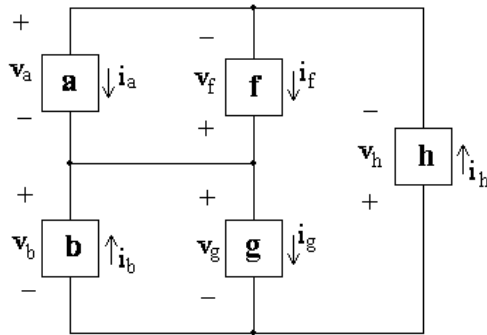 + −
v_a a ↓ i_a v_f f ↓ i_f
− + −
v_h h ↑ i_h
+ + +
v_b b ↑ i_b v_g g ↓ i_g
− −